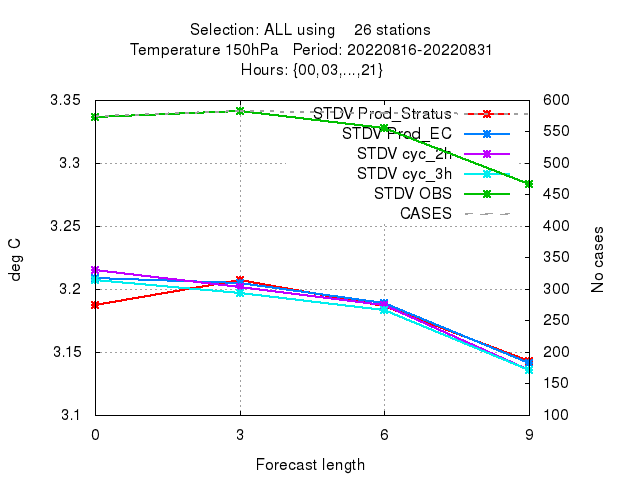 Selection: ALL using    26 stations
Temperature 150hPa   Period: 20220816-20220831
Hours: {00,03,...,21}
3.35
3.3
3.25
3.2
3.15
3.1
600
550
500
450
400
350
300
250
200
150
100
STDV Prod_Stratus
STDV Prod_EC
STDV cyc_2h
STDV cyc_3h
STDV OBS
CASES
deg C
No cases
0 3 6 9
Forecast length